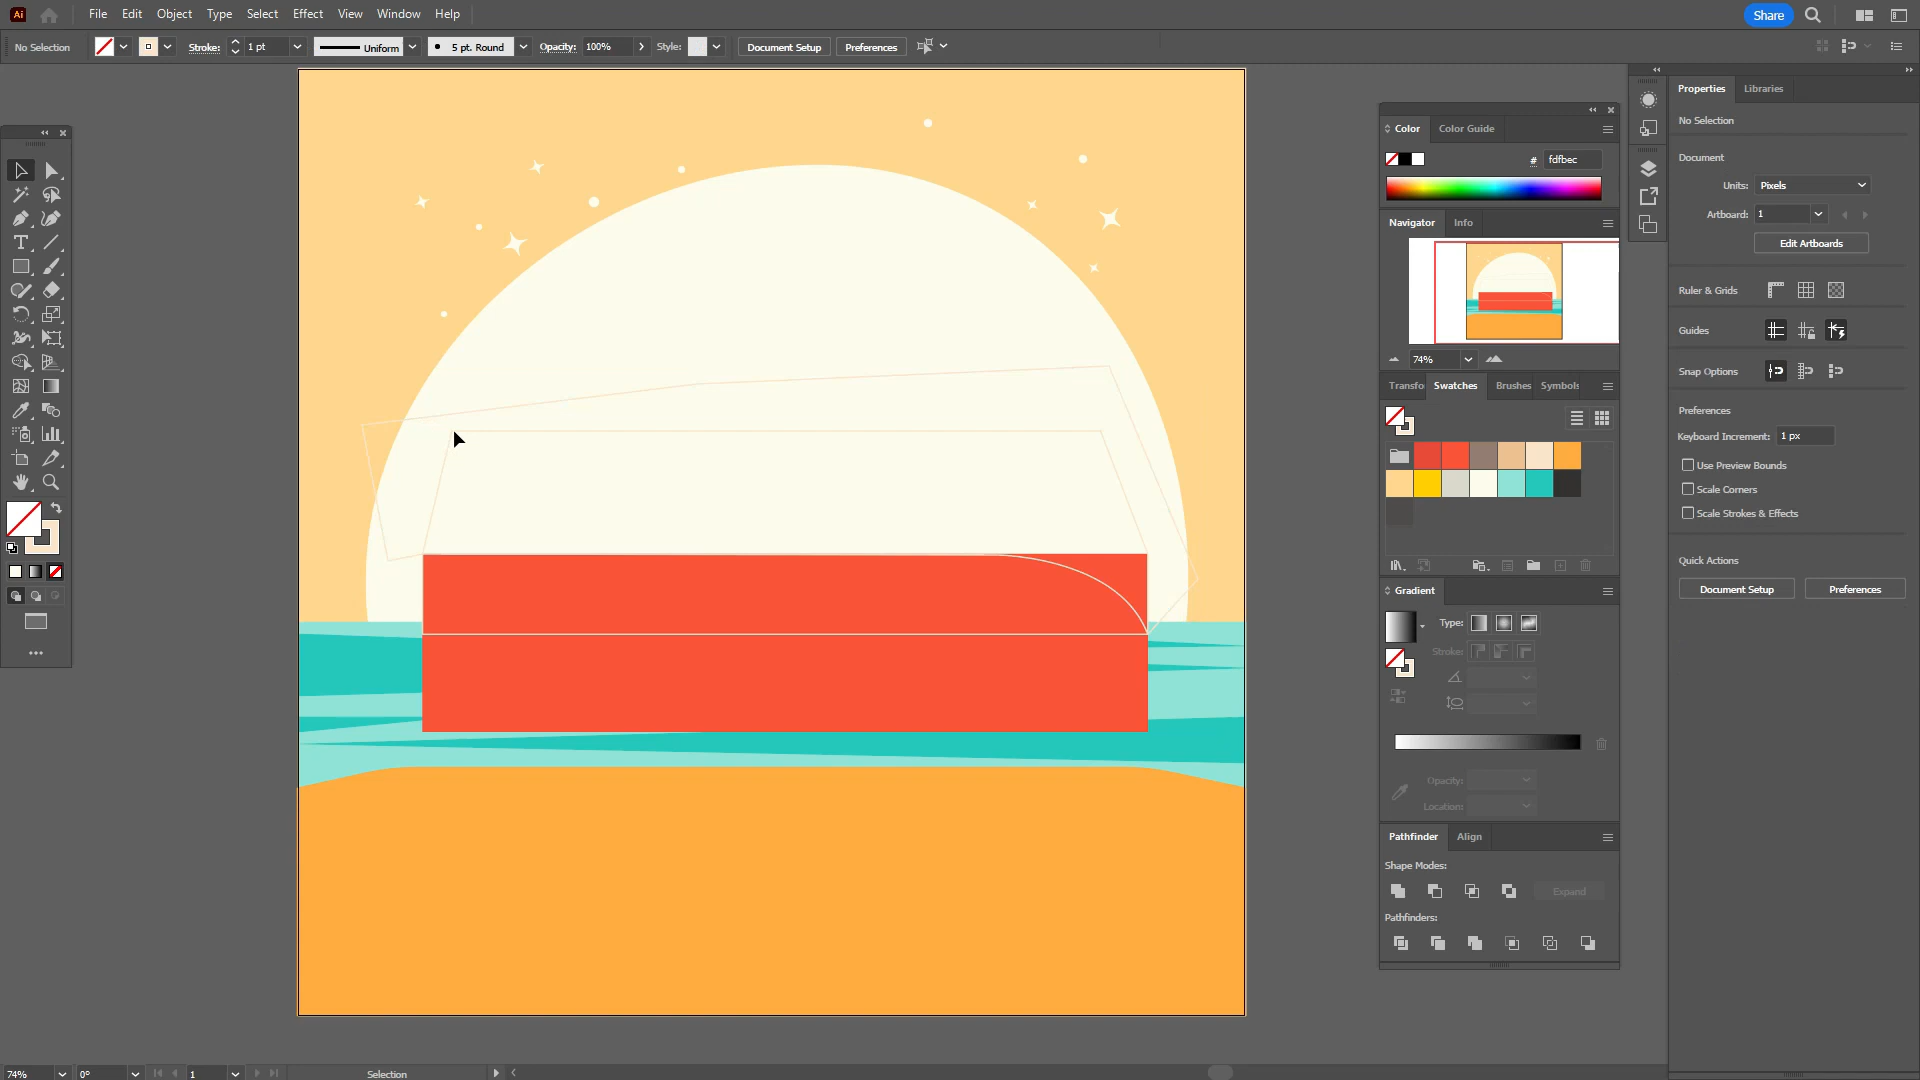 Ai File Edit Object Type Select Effect View Window Help Share
No Selection Stroke: 1 pt Uniform 5 pt. Round Opacity: 100% Style: Document Setup Preferences
Color Color Guide
# fdfbec
Navigator Info
74%
Transfo Swatches Brushes Symbols
Gradient
Type:
Stroke:
Opacity:
Location:
Pathfinder Align
Shape Modes:
Expand
Pathfinders:
Properties Libraries
No Selection
Document
Units: Pixels
Artboard: 1
Edit Artboards
Ruler & Grids
Guides
Snap Options
Preferences
Keyboard Increment: 1 px
Use Preview Bounds
Scale Corners
Scale Strokes & Effects
Quick Actions
Document Setup Preferences
74% 0° 1 Selection